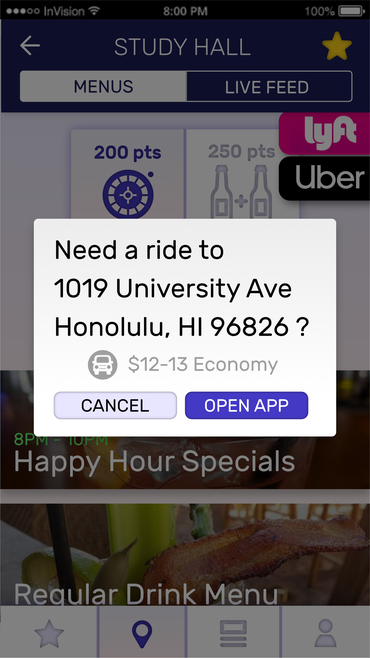 InVision
8:00 PM
100%
STUDY HALL
MENUS
LIVE FEED
lyft
200 pts
250 pts
Uber
+
Need a ride to
1019 University Ave
Honolulu, HI 96826 ?
$12-13 Economy
CANCEL
OPEN APP
8PM - 10PM
Happy Hour Specials
Regular Drink Menu